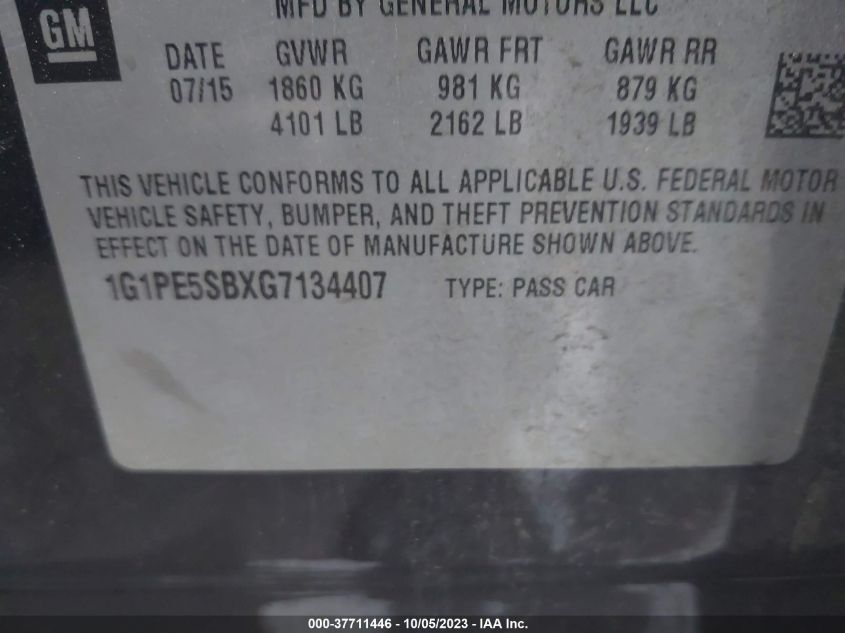 MFD BY GENERAL MOTORS LLC
GM
DATE GVWR GAWR FRT GAWR RR
07/15 1860 KG 981 KG 879 KG
4101 LB 2162 LB 1939 LB
THIS VEHICLE CONFORMS TO ALL APPLICABLE U.S. FEDERAL MOTOR
VEHICLE SAFETY, BUMPER, AND THEFT PREVENTION STANDARDS IN
EFFECT ON THE DATE OF MANUFACTURE SHOWN ABOVE.
1G1PE5SBXG7134407 TYPE: PASS CAR
000-37711446 - 10/05/2023 - IAA Inc.